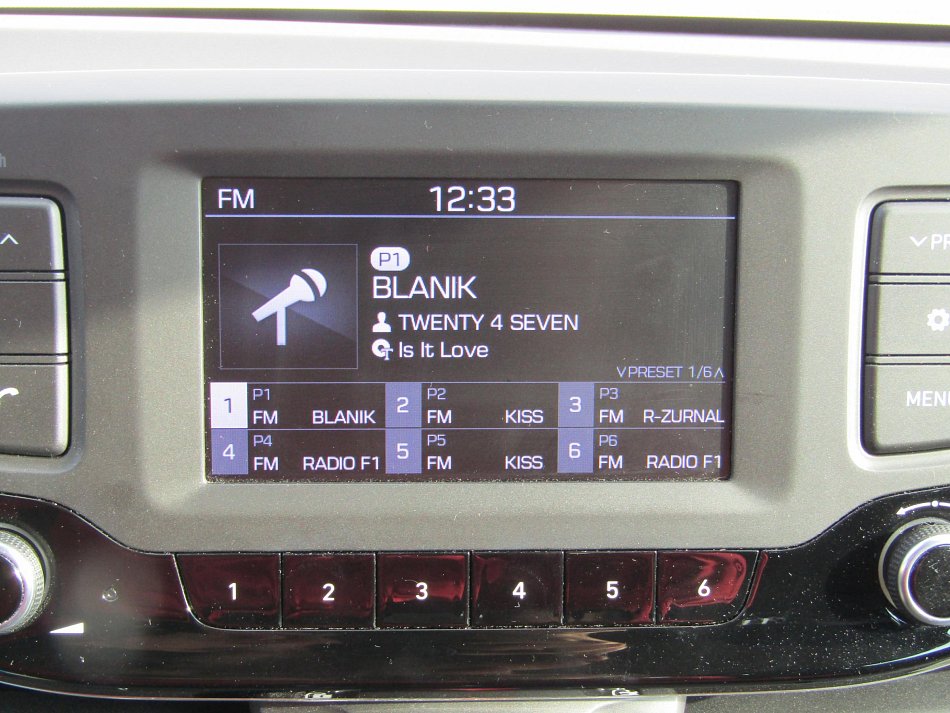 FM 12:33
P1
BLANIK
TWENTY 4 SEVEN
Is It Love
PRESET 1/6
1 P1 FM BLANIK 2 P2 FM KISS 3 P3 FM R-ZURNAL
4 P4 FM RADIO F1 5 P5 FM KISS 6 P6 FM RADIO F1
MENU
1 2 3 4 5 6